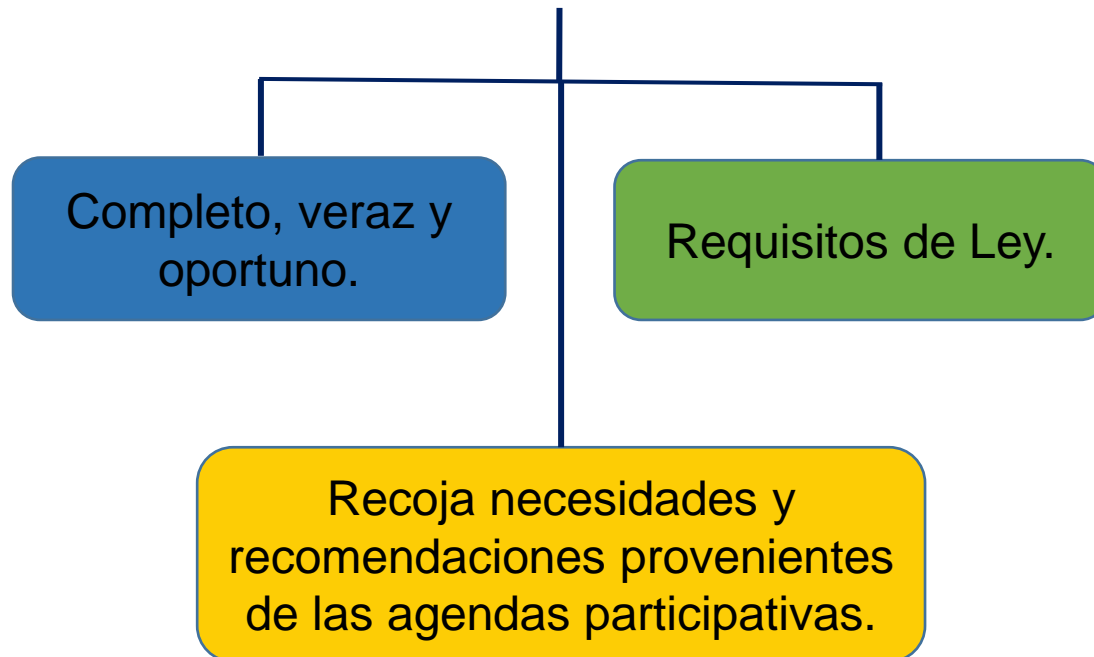 Completo, veraz y
oportuno.
Requisitos de Ley.
Recoja necesidades y
recomendaciones provenientes
de las agendas participativas.